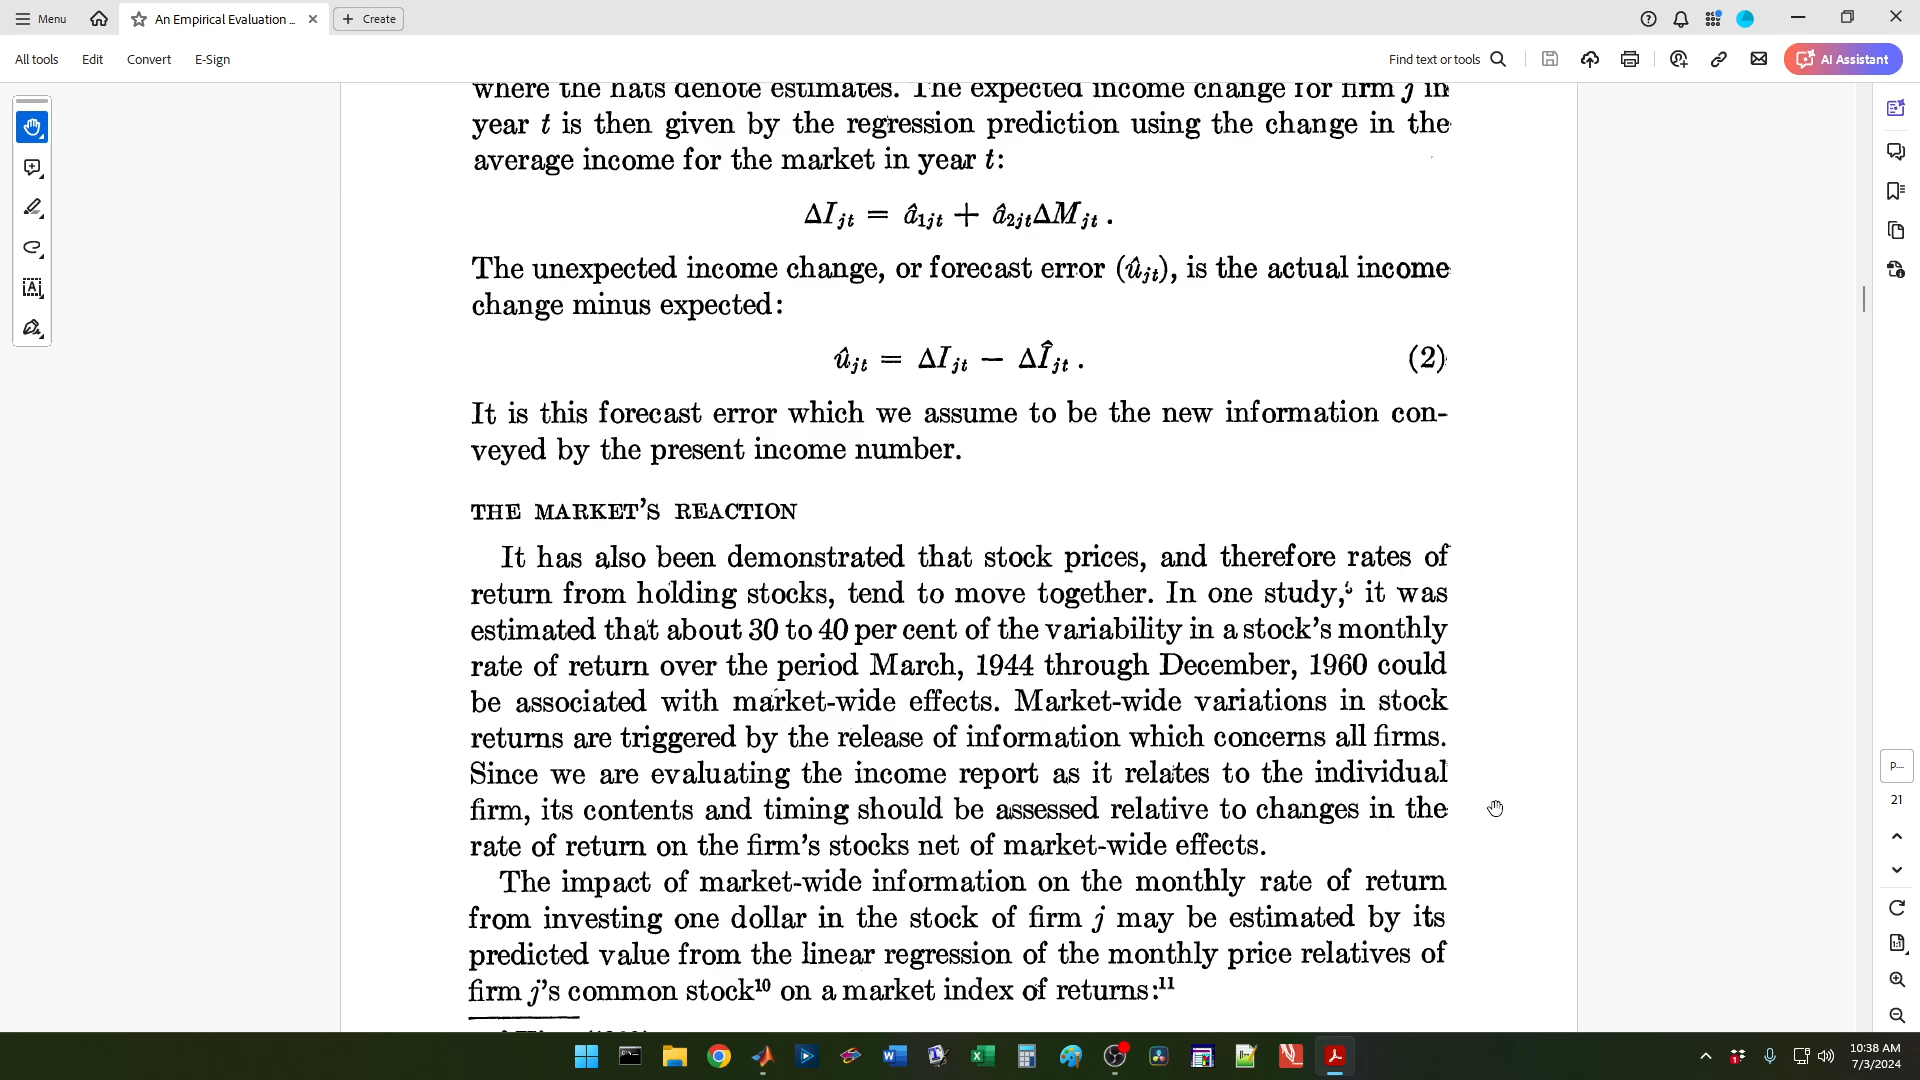 Menu
An Empirical Evaluation ...
Create
All tools
Edit
Convert
E-Sign
Find text or tools
AI Assistant
where the hats denote estimates. The expected income change for firm j in
year t is then given by the regression prediction using the change in the
average income for the market in year t:
ΔIjt = â1jt + â2jtΔMjt .
The unexpected income change, or forecast error (ûjt), is the actual income
change minus expected:
ûjt = ΔIjt − ΔÎjt . (2)
It is this forecast error which we assume to be the new information con-
veyed by the present income number.
THE MARKET'S REACTION
It has also been demonstrated that stock prices, and therefore rates of
return from holding stocks, tend to move together. In one study, it was
estimated that about 30 to 40 per cent of the variability in a stock's monthly
rate of return over the period March, 1944 through December, 1960 could
be associated with market-wide effects. Market-wide variations in stock
returns are triggered by the release of information which concerns all firms.
Since we are evaluating the income report as it relates to the individual
firm, its contents and timing should be assessed relative to changes in the
rate of return on the firm's stocks net of market-wide effects.
The impact of market-wide information on the monthly rate of return
from investing one dollar in the stock of firm j may be estimated by its
predicted value from the linear regression of the monthly price relatives of
firm j's common stock¹⁰ on a market index of returns:¹¹
P...
21
10:38 AM
7/3/2024